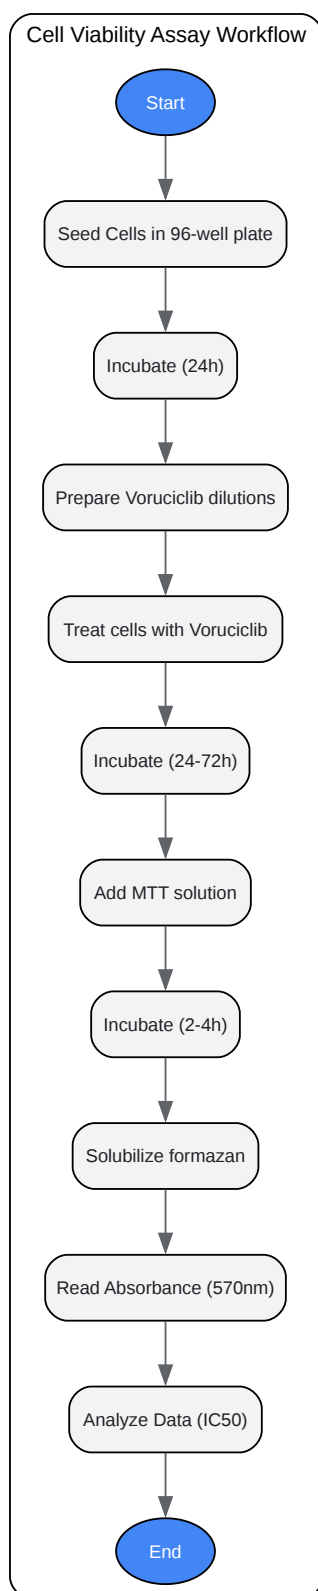 Cell Viability Assay Workflow
Start
Seed Cells in 96-well plate
Incubate (24h)
Prepare Voruciclib dilutions
Treat cells with Voruciclib
Incubate (24-72h)
Add MTT solution
Incubate (2-4h)
Solubilize formazan
Read Absorbance (570nm)
Analyze Data (IC50)
End